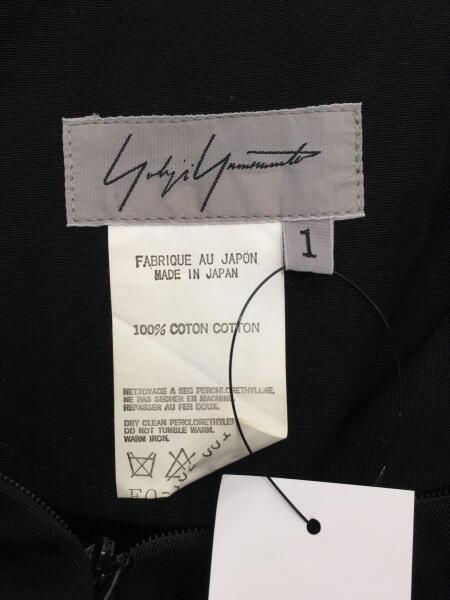 Yohji Yamamoto
1
FABRIQUE AU JAPON
MADE IN JAPAN
100% COTON COTTON
NETTOYAGE A SEC PERCHLORETHYLENE,
NE PAS SECHER EN MACHINE.
REPASSER AU FER DOUX.
DRY CLEAN PERCHLORETHYLE
DO NOT TUMBLE WARM.
WARM IRON.